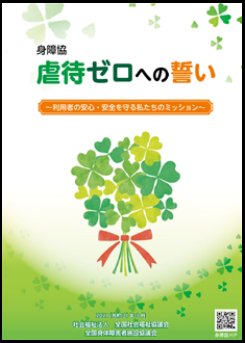 身障協
虐待ゼロへの誓い
～利用者の安心・安全を守る私たちのミッション～
社会福祉法人 全国社会福祉協議会
全国身体障害者施設協議会